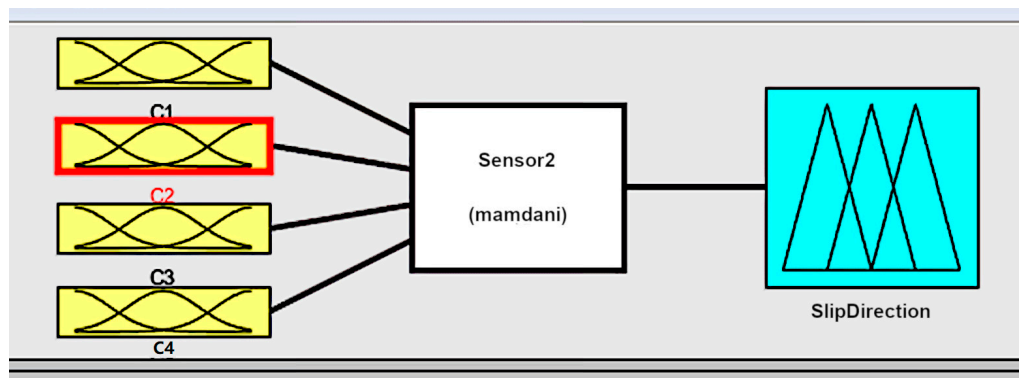 C1
C2
C3
C4
Sensor2
(mamdani)
SlipDirection